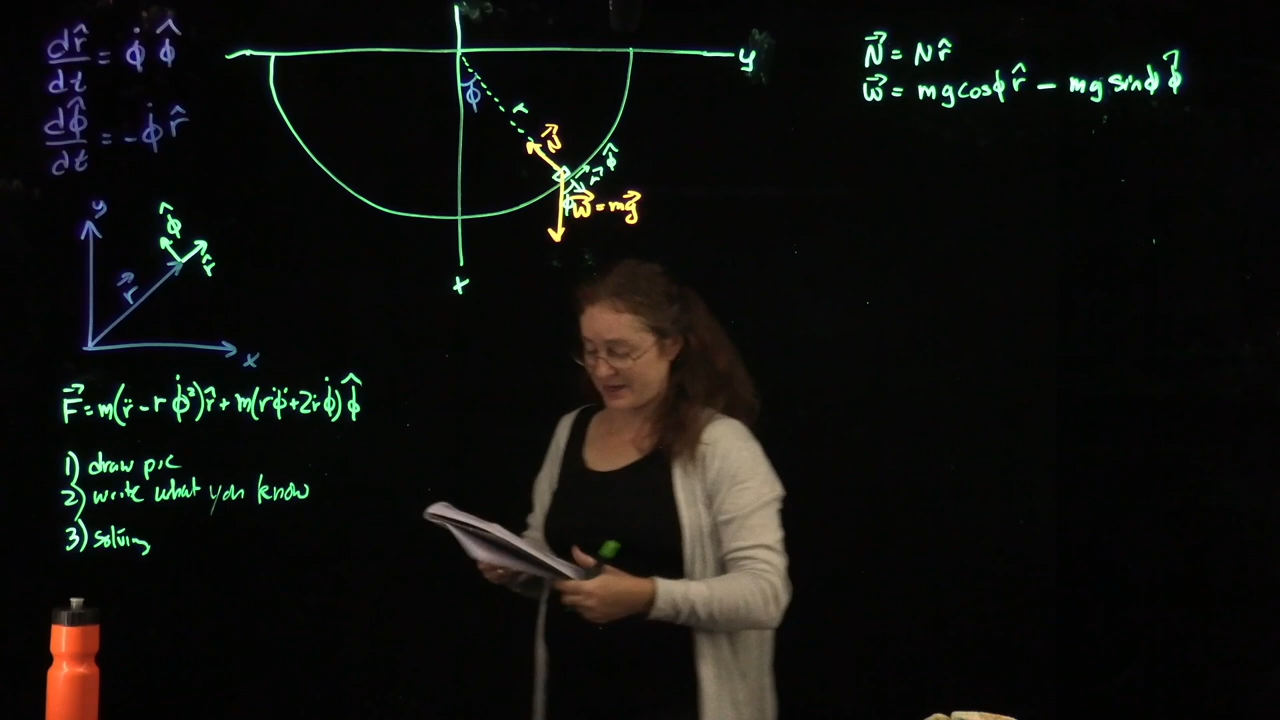 dr̂/dt = φ̇ φ̂
dφ̂/dt = -φ̇ r̂
y
φ̂
r̂
r⃗
x
F⃗ = m(r̈ - rφ̇²)r̂ + m(rφ̈ + 2ṙφ̇)φ̂
1) draw pic
2) write what you know
3) solving
y
φ
r
N⃗
φ̂
r̂
φ
W⃗ = mg⃗
x
N⃗ = N r̂
W⃗ = mg cosφ r̂ - mg sinφ φ̂